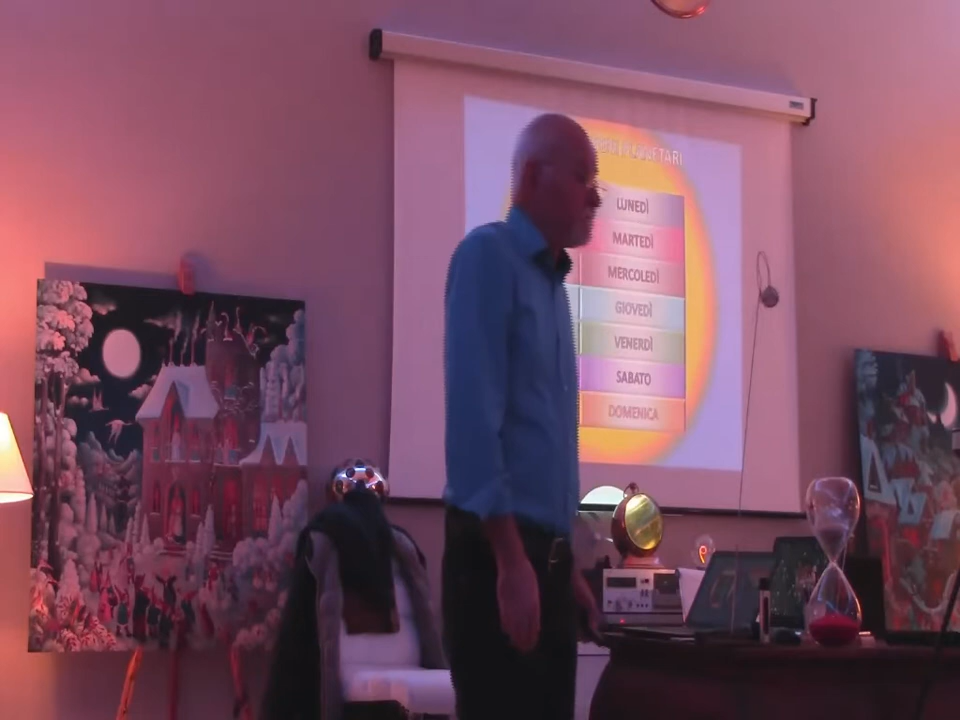 LUNEDÌ
MARTEDÌ
MERCOLEDÌ
GIOVEDÌ
VENERDÌ
SABATO
DOMENICA